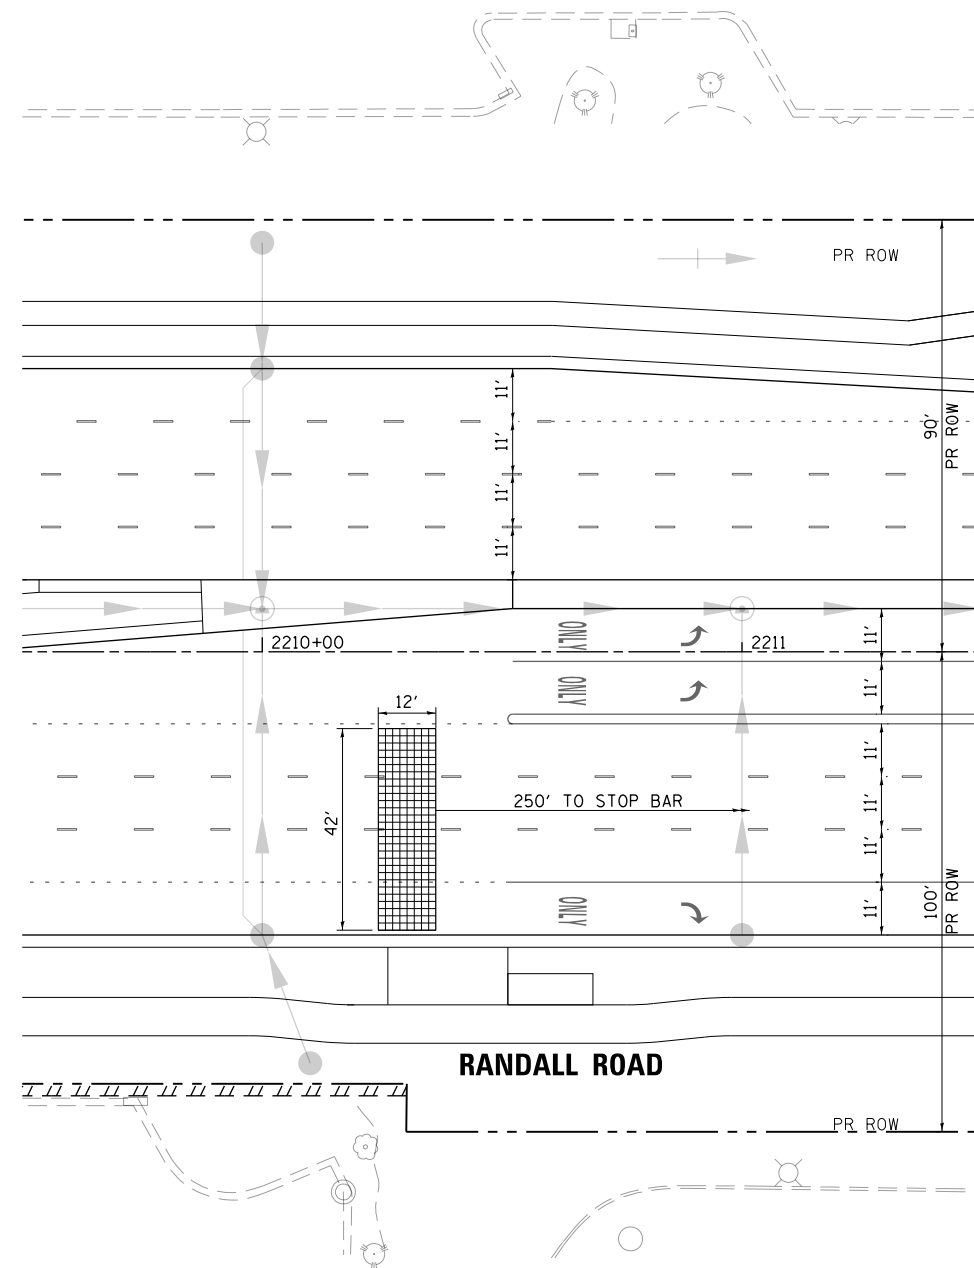 PR ROW
11'
90'
PR ROW
11'
11'
11'
ONLY
2210+00
2211
11'
ONLY
11'
12'
11'
250' TO STOP BAR
11'
42'
11'
ONLY
11'
100'
PR ROW
RANDALL ROAD
PR ROW